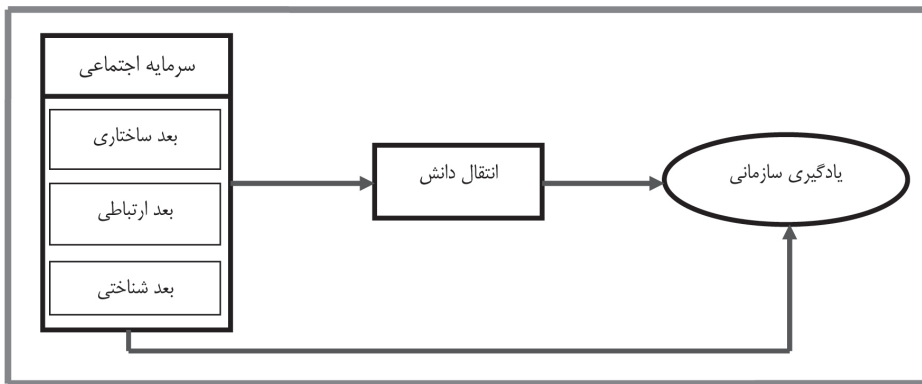 سرمایه اجتماعی
بعد ساختاری
بعد ارتباطی
بعد شناختی
انتقال دانش
یادگیری سازمانی